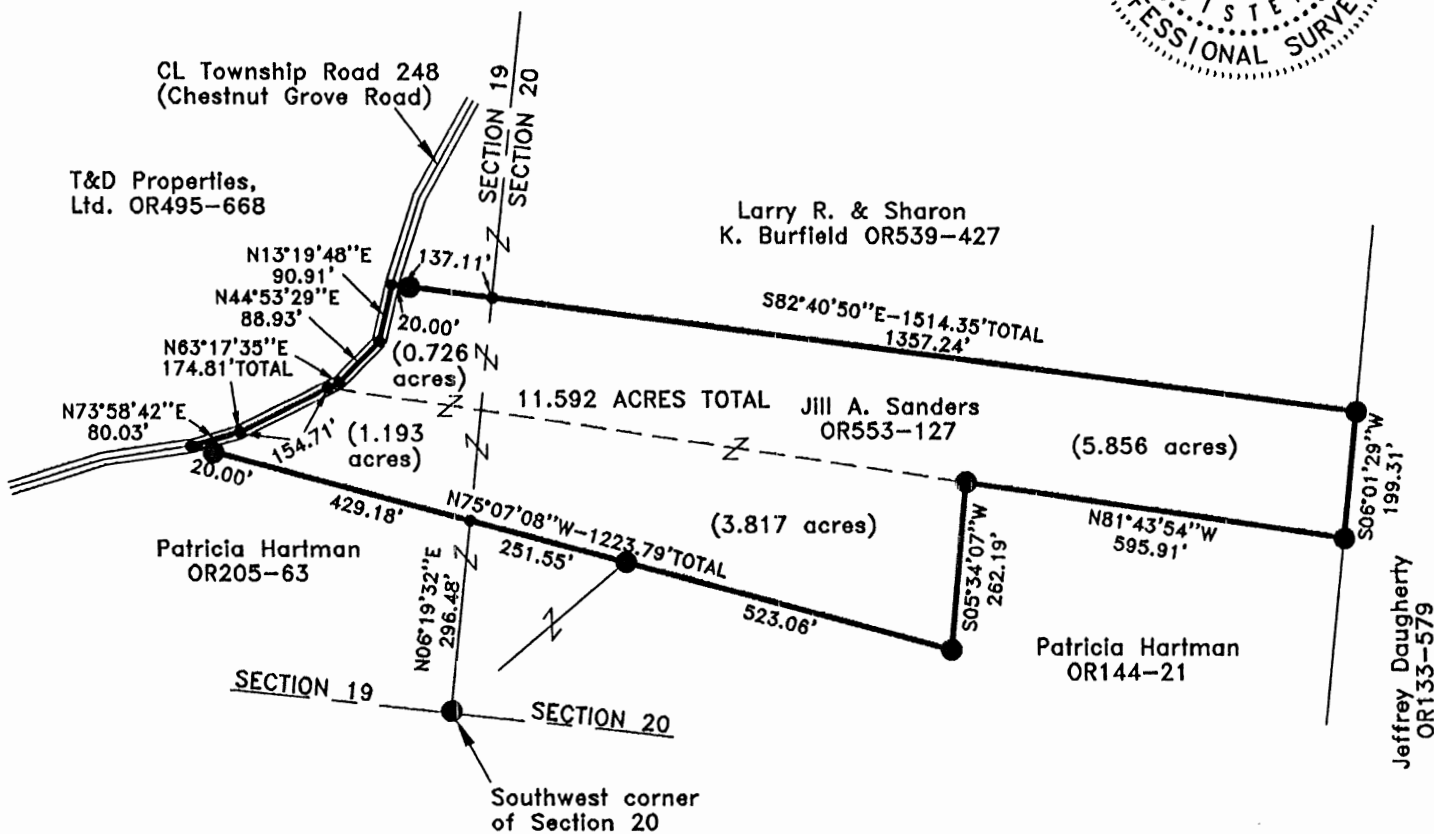 ISTE
FESSIONAL SURVE
CL Township Road 248
(Chestnut Grove Road)
SECTION 19
SECTION 20
T&D Properties,
Ltd. OR495-668
Larry R. & Sharon
K. Burfield OR539-427
N13°19'48''E
90.91'
137.11'
N44°53'29''E
88.93'
20.00'
S82°40'50''E-1514.35'TOTAL
1357.24'
N63°17'35''E
174.81'TOTAL
(0.726
acres)
11.592 ACRES TOTAL
Jill A. Sanders
OR553-127
N73°58'42''E
80.03'
154.71'
(1.193
acres)
(5.856 acres)
S06°01'29''W
199.31'
20.00'
429.18'
N75°07'08''W-1223.79'TOTAL
251.55'
(3.817 acres)
N81°43'54''W
595.91'
S05°34'07''W
262.19'
523.06'
Patricia Hartman
OR205-63
N06°19'32''E
296.48'
Patricia Hartman
OR144-21
Jeffrey Daugherty
OR133-579
SECTION 19
SECTION 20
Southwest corner
of Section 20